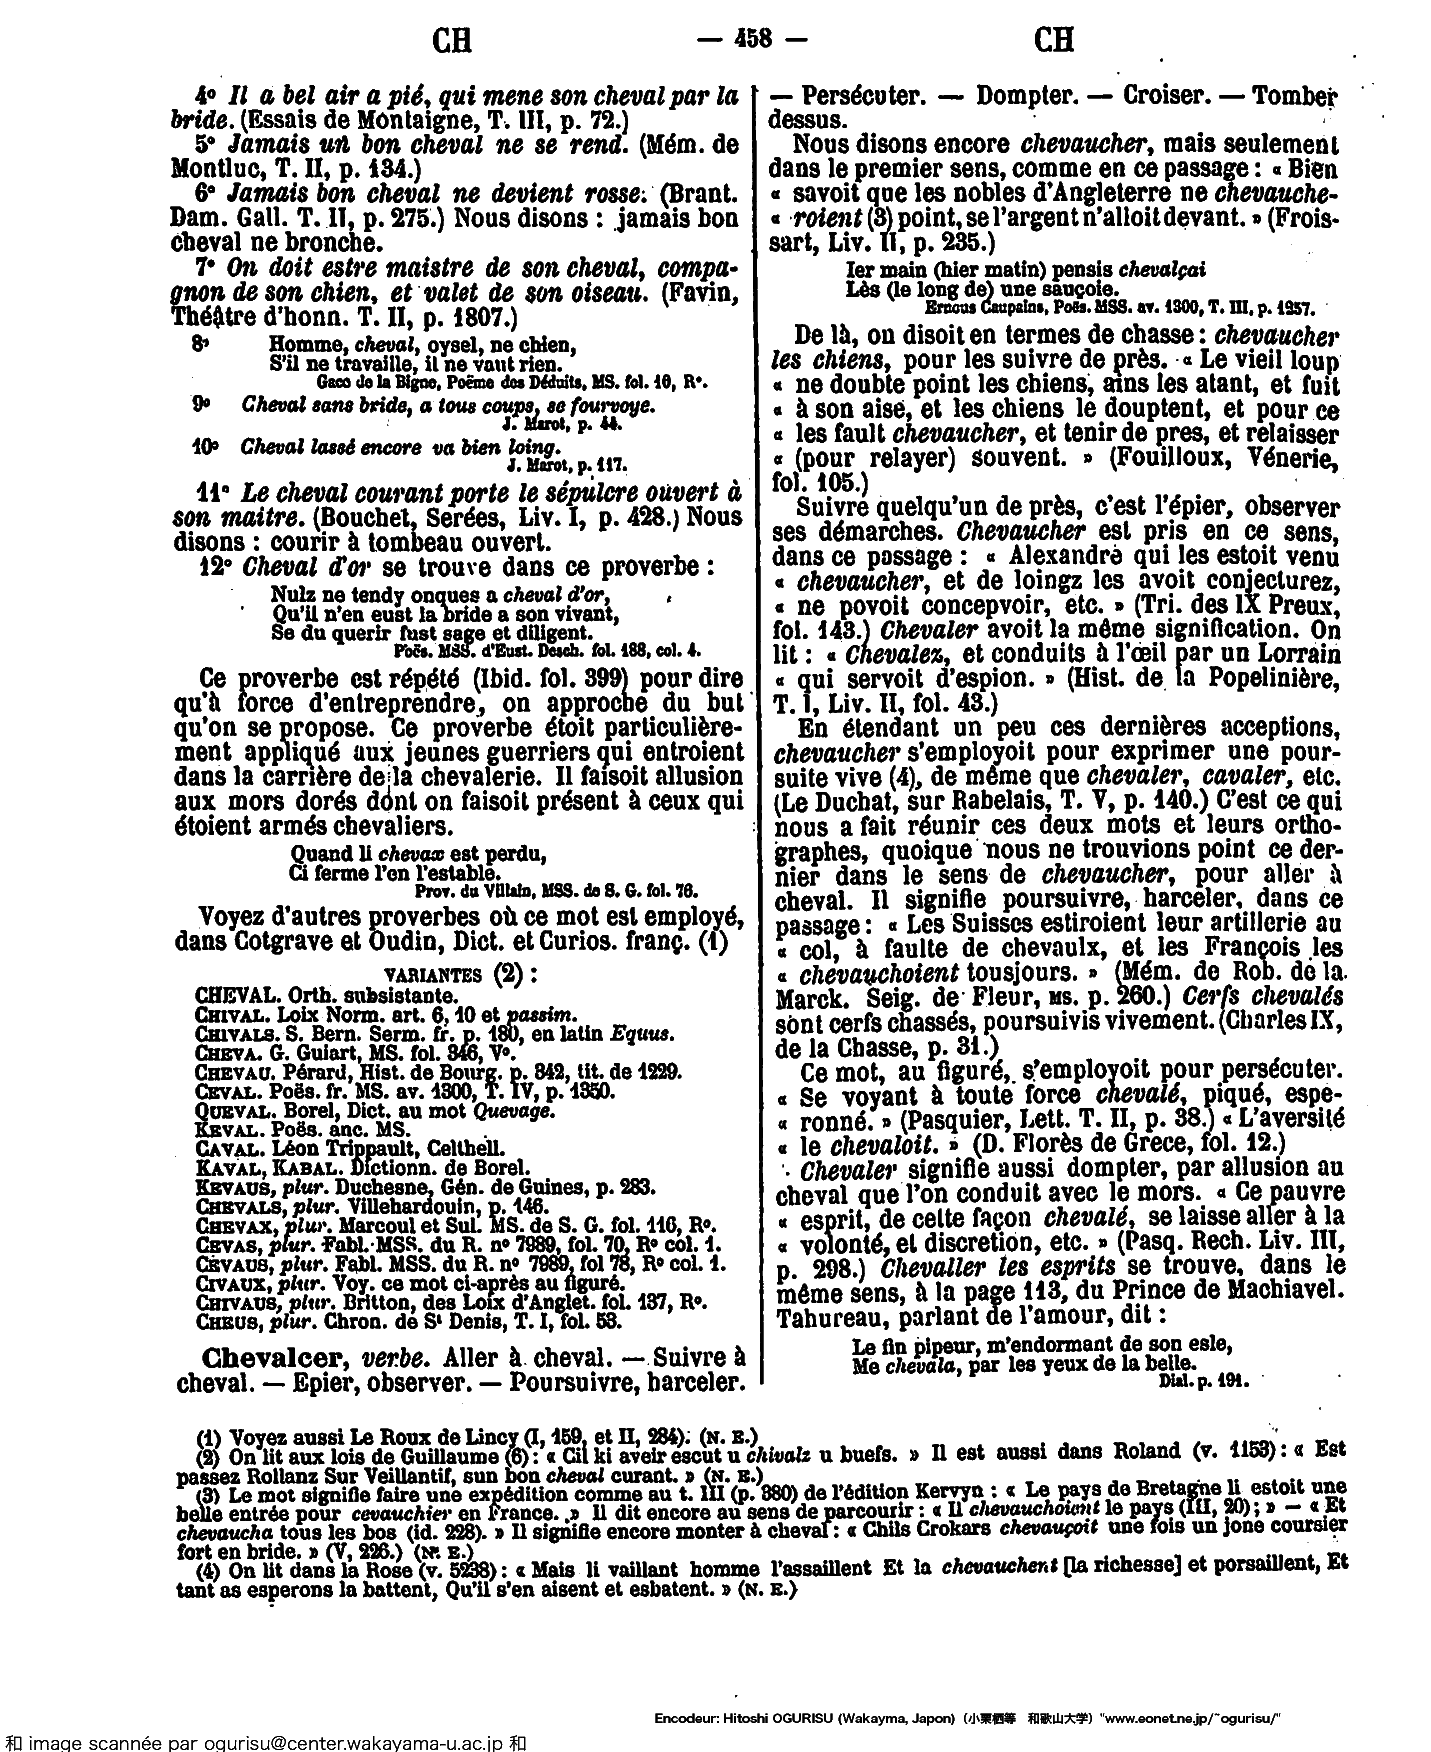 CH
— 458 —
CH
4º Il a bel air a pié, qui mene son cheval par la
bride. (Essais de Montaigne, T. III, p. 72.)
5º Jamais un bon cheval ne se rend. (Mém. de
Montluc, T. II, p. 134.)
6º Jamais bon cheval ne devient rosse. (Brant.
Dam. Gall. T. II, p. 275.) Nous disons : jamais bon
cheval ne bronche.
7º On doit estre maistre de son cheval, compa-
gnon de son chien, et valet de son oiseau. (Favin,
Théâtre d'honn. T. II, p. 1807.)
8º Homme, cheval, oysel, ne chien,
S'il ne travaille, il ne vaut rien.
Gace de la Bigne, Poëme des Déduits, MS. fol. 10, Rº.
9º Cheval sans bride, a tous coups, se fourvoye.
J. Marot, p. 44.
10º Cheval lassé encore va bien loing.
J. Marot, p. 117.
11º Le cheval courant porte le sépulcre ouvert à
son maitre. (Bouchet, Serées, Liv. I, p. 428.) Nous
disons : courir à tombeau ouvert.
12º Cheval d'or se trouve dans ce proverbe :
Nulz ne tendy onques a cheval d'or,
Qu'il n'en eust la bride a son vivant,
Se du querir fust sage et diligent.
Poës. MSS. d'Eust. Desch. fol. 188, col. 4.
Ce proverbe est répété (Ibid. fol. 399) pour dire
qu'à force d'entreprendre, on approche du but
qu'on se propose. Ce proverbe étoit particulière-
ment appliqué aux jeunes guerriers qui entroient
dans la carrière de la chevalerie. Il faisoit allusion
aux mors dorés dont on faisoit présent à ceux qui
étoient armés chevaliers.
Quand li chevax est perdu,
Ci ferme l'on l'estable.
Prov. du Villain, MSS. de S. G. fol. 76.
Voyez d'autres proverbes où ce mot est employé,
dans Cotgrave et Oudin, Dict. et Curios. franç. (1)
VARIANTES (2) :
CHEVAL. Orth. subsistante.
CHIVAL. Loix Norm. art. 6, 10 et passim.
CHIVALS. S. Bern. Serm. fr. p. 180, en latin Equus.
CHEVA. G. Guiart, MS. fol. 346, Vº.
CHEVAU. Pérard, Hist. de Bourg. p. 342, tit. de 1229.
CEVAL. Poës. fr. MS. av. 1300, T. IV, p. 1350.
QUEVAL. Borel, Dict. au mot Quevage.
KEVAL. Poës. anc. MS.
CAVAL. Léon Trippault, Celthell.
KAVAL, KABAL. Dictionn. de Borel.
KEVAUS, plur. Duchesne, Gén. de Guines, p. 283.
CHEVALS, plur. Villehardouin, p. 146.
CHEVAX, plur. Marcoul et Sal. MS. de S. G. fol. 116, Rº.
CEVAS, plur. Fabl. MSS. du R. nº 7989, fol. 70, Rº col. 1.
CEVAUS, plur. Fabl. MSS. du R. nº 7989, fol 78, Rº col. 1.
CIVAUX, plur. Voy. ce mot ci-après au figuré.
CHIVAUS, plur. Britton, des Loix d'Anglet. fol. 137, Rº.
CHEUS, plur. Chron. de St Denis, T. I, fol. 53.
Chevalcer, verbe. Aller à cheval. — Suivre à
cheval. — Epier, observer. — Poursuivre, harceler.
— Persécuter. — Dompter. — Croiser. — Tomber
dessus.
Nous disons encore chevaucher, mais seulement
dans le premier sens, comme en ce passage : « Bien
« savoit que les nobles d'Angleterre ne chevauche-
« roient (3) point, se l'argent n'alloit devant. » (Frois-
sart, Liv. II, p. 235.)
Ier main (hier matin) pensis chevalçai
Lès (le long de) une sauçoie.
Ernous Caupains, Poës. MSS. av. 1300, T. III, p. 1257.
De là, on disoit en termes de chasse : chevaucher
les chiens, pour les suivre de près. « Le vieil loup
« ne doubte point les chiens, ains les atant, et fuit
« à son aise, et les chiens le douptent, et pour ce
« les fault chevaucher, et tenir de pres, et relaisser
« (pour relayer) souvent. » (Fouilloux, Vénerie,
fol. 105.)
Suivre quelqu'un de près, c'est l'épier, observer
ses démarches. Chevaucher est pris en ce sens,
dans ce passage : « Alexandre qui les estoit venu
« chevaucher, et de loingz les avoit conjecturez,
« ne povoit concepvoir, etc. » (Tri. des IX Preux,
fol. 143.) Chevaler avoit la même signification. On
lit : « Chevalez, et conduits à l'œil par un Lorrain
« qui servoit d'espion. » (Hist. de la Popelinière,
T. I, Liv. II, fol. 43.)
En étendant un peu ces dernières acceptions,
chevaucher s'employoit pour exprimer une pour-
suite vive (4), de même que chevaler, cavaler, etc.
(Le Duchat, sur Rabelais, T. V, p. 140.) C'est ce qui
nous a fait réunir ces deux mots et leurs ortho-
graphes, quoique nous ne trouvions point ce der-
nier dans le sens de chevaucher, pour aller à
cheval. Il signifie poursuivre, harceler, dans ce
passage : « Les Suisses estiroient leur artillerie au
« col, à faulte de chevaulx, et les François les
« chevauchoient tousjours. » (Mém. de Rob. de la
Marck. Seig. de Fleur, MS. p. 260.) Cerfs chevalés
sont cerfs chassés, poursuivis vivement. (Charles IX,
de la Chasse, p. 31.)
Ce mot, au figuré, s'employoit pour persécuter.
« Se voyant à toute force chevalé, piqué, espe-
« ronné. » (Pasquier, Lett. T. II, p. 38.) « L'aversité
« le chevaloit. » (D. Florès de Grece, fol. 12.)
Chevaler signifie aussi dompter, par allusion au
cheval que l'on conduit avec le mors. « Ce pauvre
« esprit, de cette façon chevalé, se laisse aller à la
« volonté, et discretion, etc. » (Pasq. Rech. Liv. III,
p. 298.) Chevaller les esprits se trouve, dans le
même sens, à la page 113, du Prince de Machiavel.
Tahureau, parlant de l'amour, dit :
Le fin pipeur, m'endormant de son esle,
Me chevala, par les yeux de la belle.
Dial. p. 191.
(1) Voyez aussi Le Roux de Lincy (I, 159, et II, 284). (N. E.)
(2) On lit aux lois de Guillaume (6) : « Cil ki aveir escut u chivalz u buefs. » Il est aussi dans Roland (v. 1153) : « Est
passez Rollanz Sur Veillantif, sun bon cheval curant. » (N. E.)
(3) Le mot signifie faire une expédition comme au t. III (p. 380) de l'édition Kervyn : « Le pays de Bretagne li estoit une
belle entrée pour cevauchier en France. » Il dit encore au sens de parcourir : « Il chevauchoient le pays (III, 20) ; » — « Et
chevaucha tous les bos (id. 228). » Il signifie encore monter à cheval : « Chils Crokars chevauçoit une fois un jone coursier
fort en bride. » (V, 226.) (N. E.)
(4) On lit dans la Rose (v. 5238) : « Mais li vaillant homme l'assaillent Et la chevauchent [la richesse] et porsaillent, Et
tant as esperons la battent, Qu'il s'en aisent et esbatent. » (N. E.)
Encodeur: Hitoshi OGURISU (Wakayma, Japon) (小栗栖等 和歌山大学) "www.eonet.ne.jp/~ogurisu/"
和 image scannée par ogurisu@center.wakayama-u.ac.jp 和